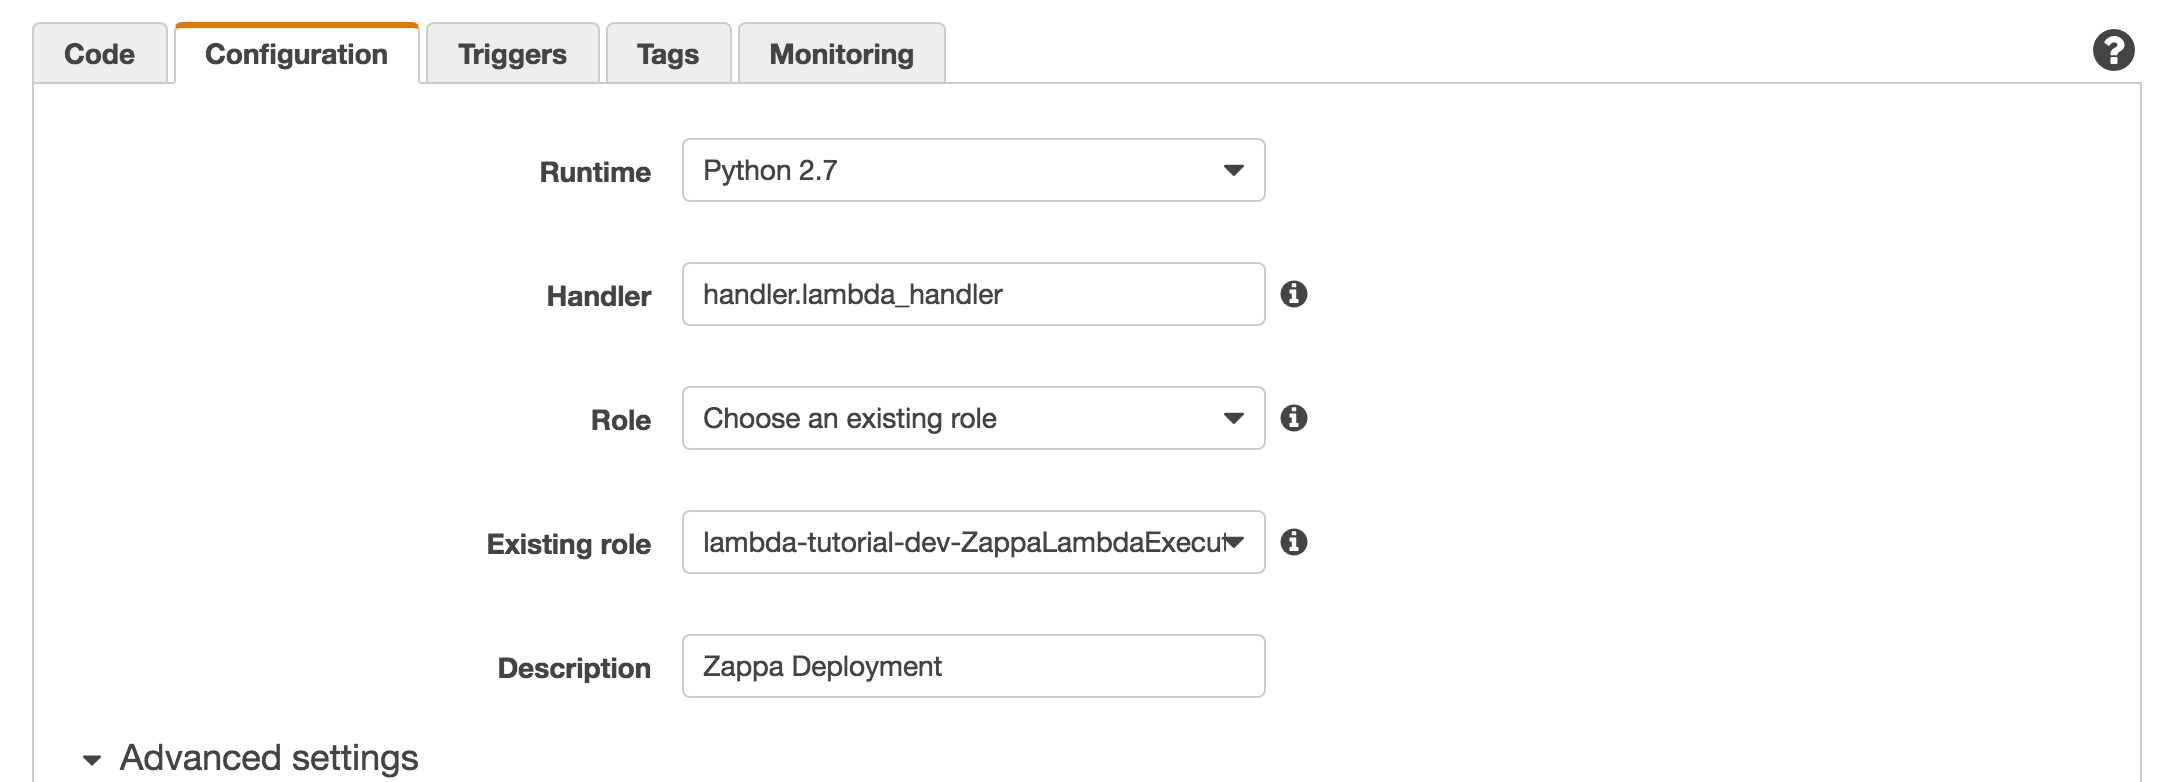 Code Configuration Triggers Tags Monitoring
Runtime Python 2.7
Handler handler.lambda_handler
Role Choose an existing role
Existing role lambda-tutorial-dev-ZappaLambdaExecut
Description Zappa Deployment
Advanced settings